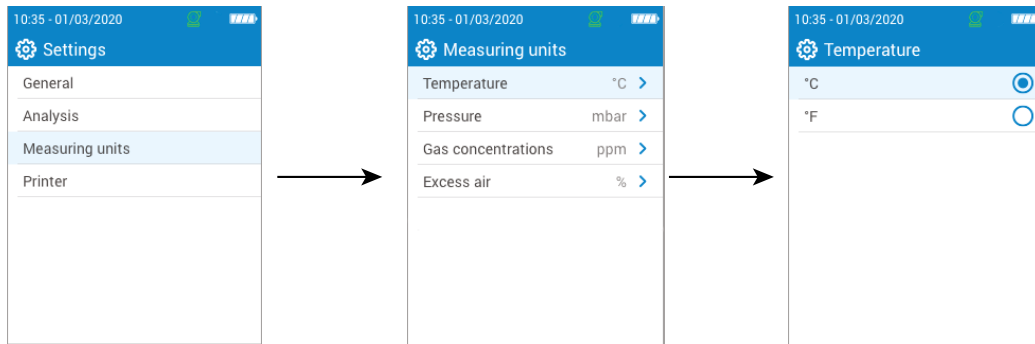 10:35 - 01/03/2020
Settings
General
Analysis
Measuring units
Printer
10:35 - 01/03/2020
Measuring units
Temperature °C
Pressure mbar
Gas concentrations ppm
Excess air %
10:35 - 01/03/2020
Temperature
°C
°F